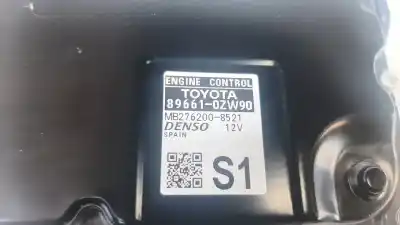 ENGINE CONTROL
TOYOTA
89661-0ZW90
MB276200-8521
DENSO 12V
SPAIN
S1